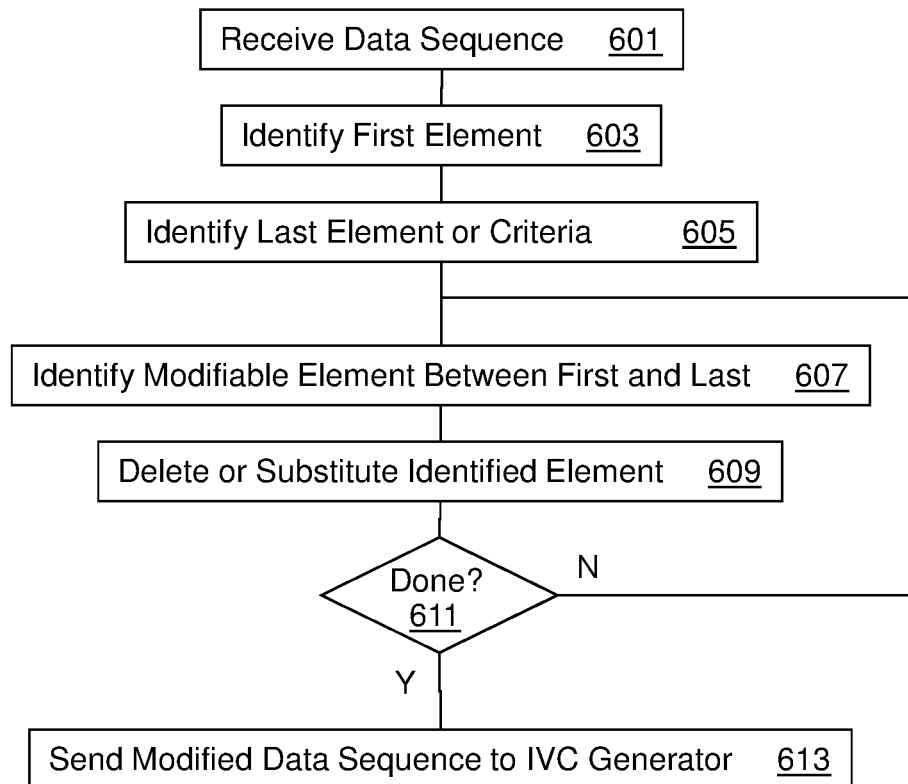 Receive Data Sequence 601
Identify First Element 603
Identify Last Element or Criteria 605
Identify Modifiable Element Between First and Last 607
Delete or Substitute Identified Element 609
Done?
611
N
Y
Send Modified Data Sequence to IVC Generator 613